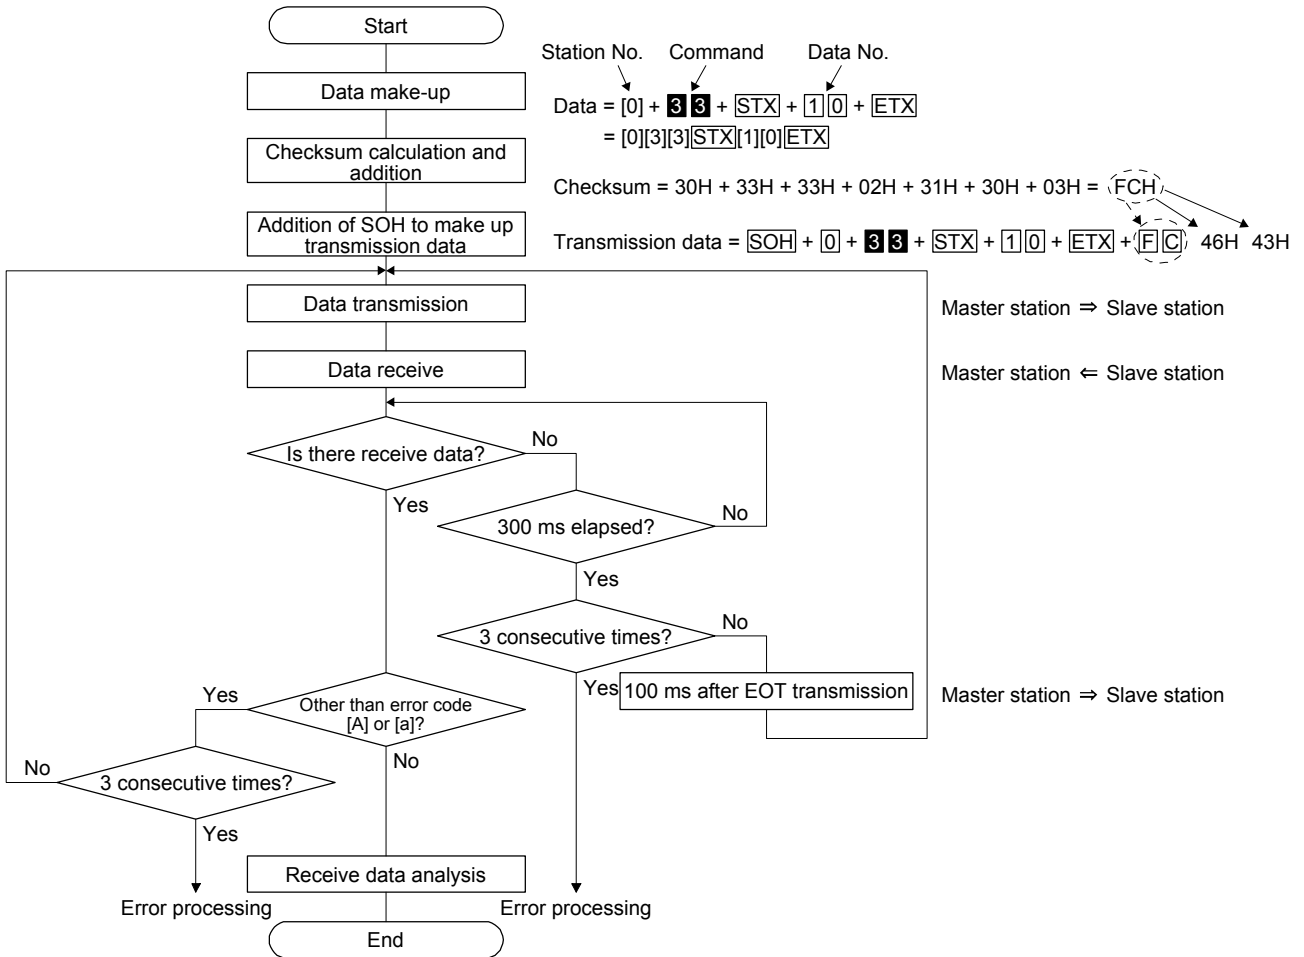 Start
Station No. Command Data No.
Data make-up
Data = [0] + 3 3 + STX + 1 0 + ETX
= [0][3][3]STX[1][0]ETX
Checksum calculation and
addition
Checksum = 30H + 33H + 33H + 02H + 31H + 30H + 03H = FCH
Addition of SOH to make up
transmission data
Transmission data = SOH + 0 + 3 3 + STX + 1 0 + ETX + F C 46H 43H
Data transmission
Master station ⇒ Slave station
Data receive
Master station ⇐ Slave station
Is there receive data?
No
Yes
300 ms elapsed?
No
Yes
3 consecutive times?
No
Yes
100 ms after EOT transmission
Master station ⇒ Slave station
Other than error code
[A] or [a]?
Yes
No
3 consecutive times?
No
Yes
Receive data analysis
Error processing
Error processing
End